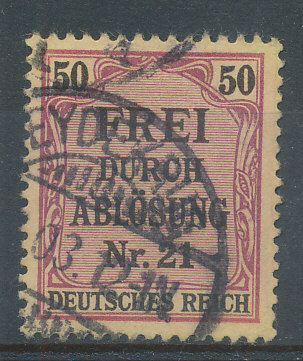 50 50
FREI
DURCH
ABLÖSUNG
Nr. 21
DEUTSCHES REICH